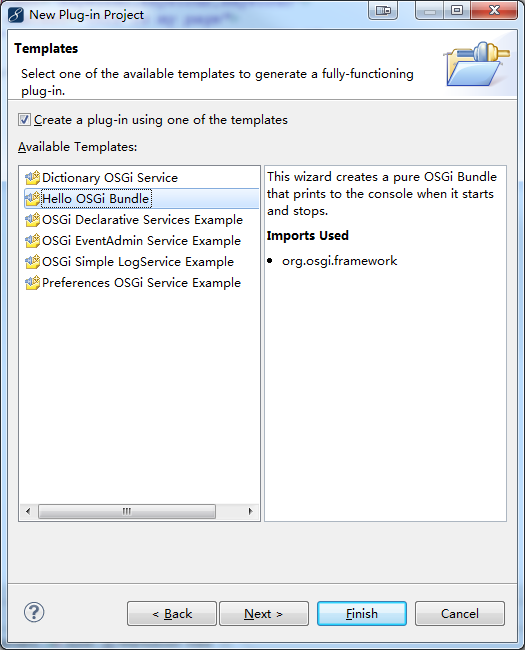 New Plug-in Project
Templates
Select one of the available templates to generate a fully-functioning
plug-in.
Create a plug-in using one of the templates
Available Templates:
Dictionary OSGi Service
Hello OSGi Bundle
OSGi Declarative Services Example
OSGi EventAdmin Service Example
OSGi Simple LogService Example
Preferences OSGi Service Example
This wizard creates a pure OSGi Bundle
that prints to the console when it starts
and stops.
Imports Used
org.osgi.framework
< Back
Next >
Finish
Cancel